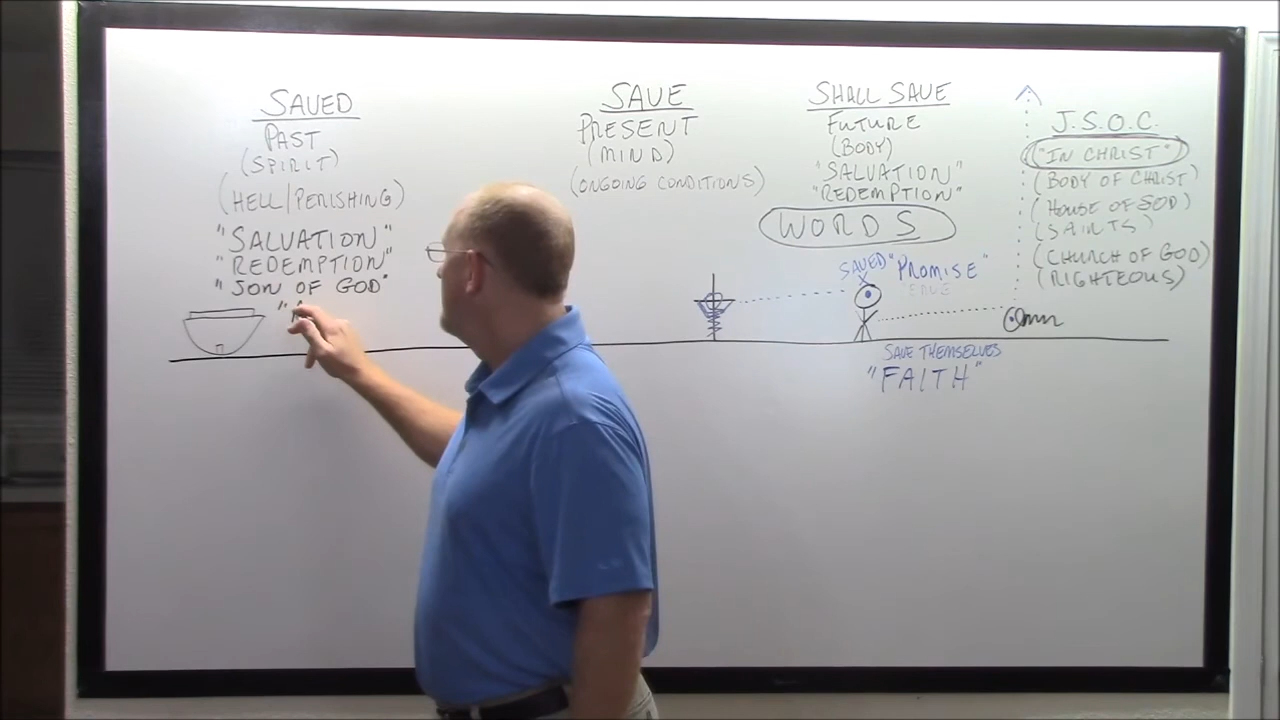 SAVED
PAST
(SPIRIT)
(HELL/PERISHING)
"SALVATION"
"REDEMPTION"
"SON OF GOD"
SAVE
PRESENT
(MIND)
(ONGOING CONDITIONS)
SHALL SAVE
FUTURE
(BODY)
"SALVATION"
"REDEMPTION"
WORDS
SAVED "PROMISE"
SAVE THEMSELVES
"FAITH"
J.S.O.C.
"IN CHRIST"
(BODY OF CHRIST)
(HOUSE OF GOD)
(SAINTS)
(CHURCH OF GOD)
(RIGHTEOUS)